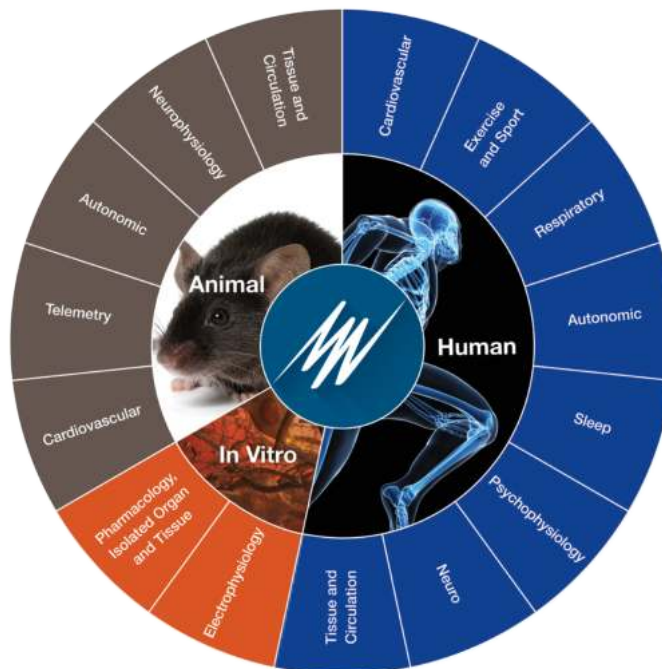 Cardiovascular
Exercise
and Sport
Respiratory
Autonomic
Sleep
Psychophysiology
Neuro
Tissue and
Circulation
Electrophysiology
Pharmacology,
Isolated Organ
and Tissue
Cardiovascular
Telemetry
Autonomic
Neurophysiology
Tissue and
Circulation
Animal
Human
In Vitro